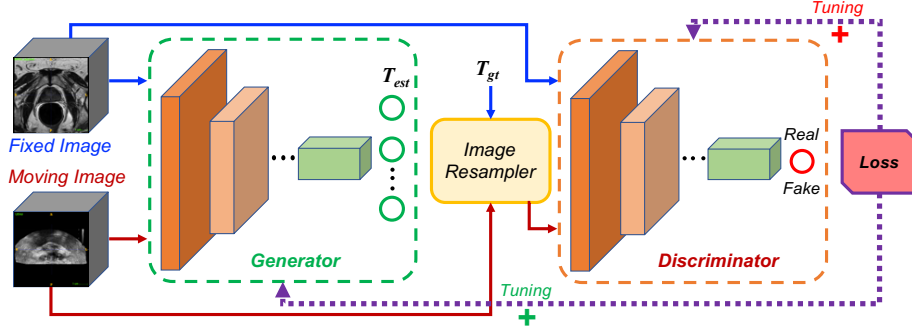 Tuning
+
T_est
T_gt
Fixed Image
Moving Image
Image
Resampler
Real
Fake
Loss
Generator
Discriminator
Tuning
+